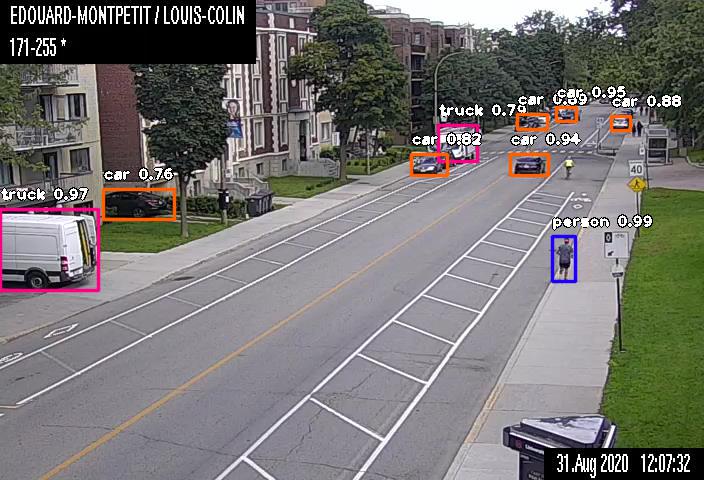 EDOUARD-MONTPETIT / LOUIS-COLIN
171-255 *
car 0.95
car 0.89
car 0.88
truck 0.79
car 0.82
car 0.94
car 0.76
truck 0.97
40
person 0.99
31.Aug 2020 12:07:32